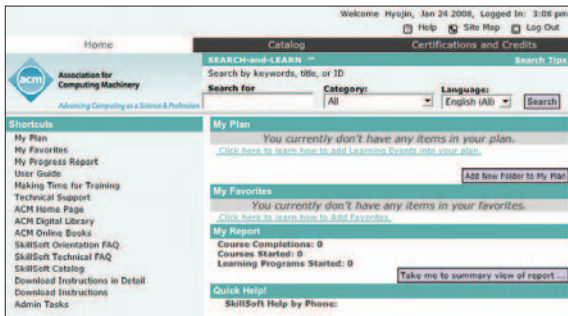 Welcome Hyojin, Jan 24 2008, Logged In: 3:08 pm
Help Site Map Log Out
Home Catalog Certifications and Credits
SEARCH-and-LEARN ™ Search Tips
Search by keywords, title, or ID
Search for Category: Language:
All English (All) Search
acm
Association for
Computing Machinery
Advancing Computing as a Science & Profession
Shortcuts
My Plan
My Favorites
My Progress Report
User Guide
Making Time for Training
Technical Support
ACM Home Page
ACM Digital Library
ACM Online Books
SkillSoft Orientation FAQ
SkillSoft Technical FAQ
SkillSoft Catalog
Download Instructions in Detail
Download Instructions
Admin Tasks
My Plan
You currently don't have any items in your plan.
Click here to learn how to add Learning Events into your plan.
Add New Folder to My Plan
My Favorites
You currently don't have any items in your favorites.
Click here to learn how to Add Favorites.
My Report
Course Completions: 0
Courses Started: 0
Learning Programs Started: 0
Take me to summary view of report ...
Quick Help!
SkillSoft Help by Phone: